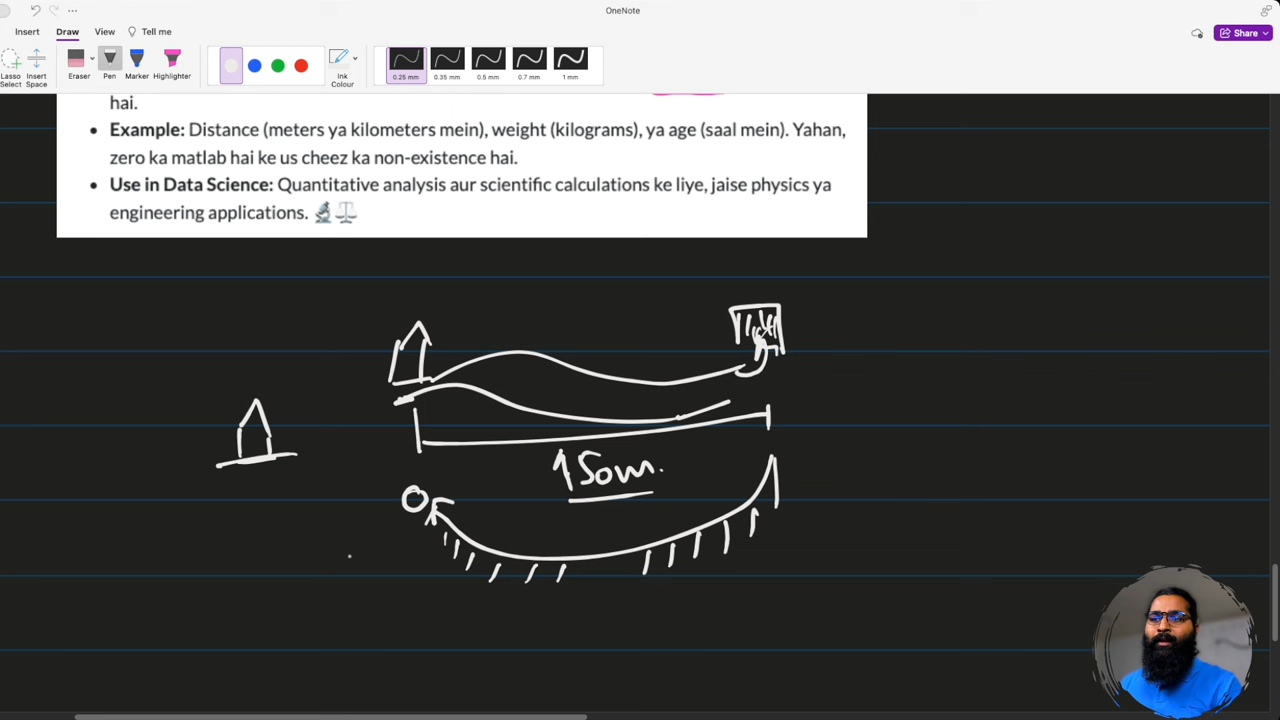 OneNote
Insert Draw View Tell me
Share
Lasso Select
Insert Space
Eraser
Pen
Marker
Highlighter
Ink Colour
0.25 mm
0.35 mm
0.5 mm
0.7 mm
1 mm
hai.
• Example: Distance (meters ya kilometers mein), weight (kilograms), ya age (saal mein). Yahan,
zero ka matlab hai ke us cheez ka non-existence hai.
• Use in Data Science: Quantitative analysis aur scientific calculations ke liye, jaise physics ya
engineering applications. 🔬⚖️
150m.
0